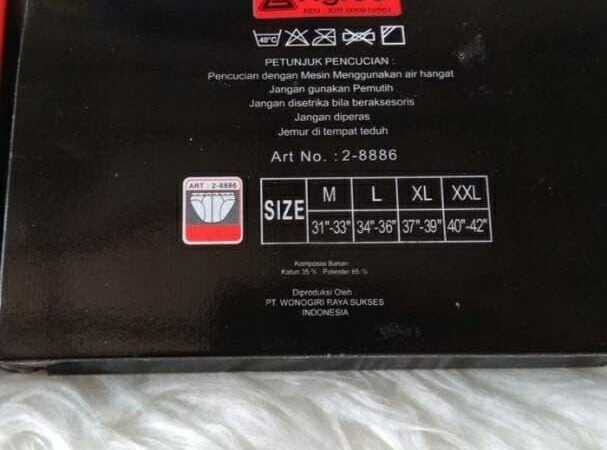 40°C
PETUNJUK PENCUCIAN :
Pencucian dengan Mesin Menggunakan air hangat
Jangan gunakan Pemutih
Jangan disetrika bila beraksesoris
Jangan diperas
Jemur di tempat teduh
Art No. : 2-8886
ART : 2-8886
SIZE M L XL XXL
31"-33" 34"-36" 37"-39" 40"-42"
Komposisi Bahan
Katun 35 % Poliester 65 %
Diproduksi Oleh :
PT. WONOGIRI RAYA SUKSES
INDONESIA